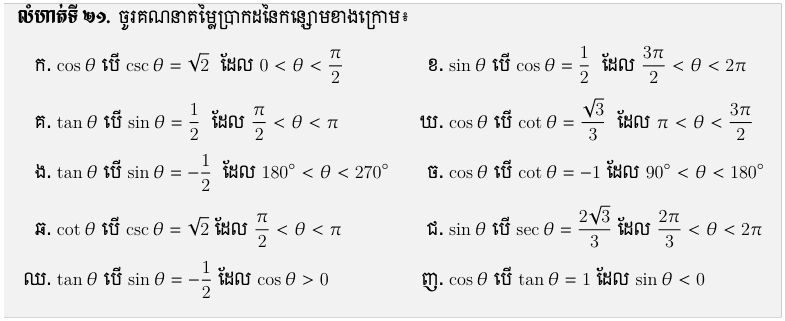 លំហាត់ទី ២១. ចូរគណនាតម្លៃប្រាកដនៃកន្សោមខាងក្រោម៖
ក. cos θ បើ csc θ = √2 ដែល 0 < θ < π/2 ខ. sin θ បើ cos θ = 1/2 ដែល 3π/2 < θ < 2π
គ. tan θ បើ sin θ = 1/2 ដែល π/2 < θ < π ឃ. cos θ បើ cot θ = √3/3 ដែល π < θ < 3π/2
ង. tan θ បើ sin θ = −1/2 ដែល 180° < θ < 270° ច. cos θ បើ cot θ = −1 ដែល 90° < θ < 180°
ឆ. cot θ បើ csc θ = √2 ដែល π/2 < θ < π ជ. sin θ បើ sec θ = 2√3/3 ដែល 2π/3 < θ < 2π
ឈ. tan θ បើ sin θ = −1/2 ដែល cos θ > 0 ញ. cos θ បើ tan θ = 1 ដែល sin θ < 0